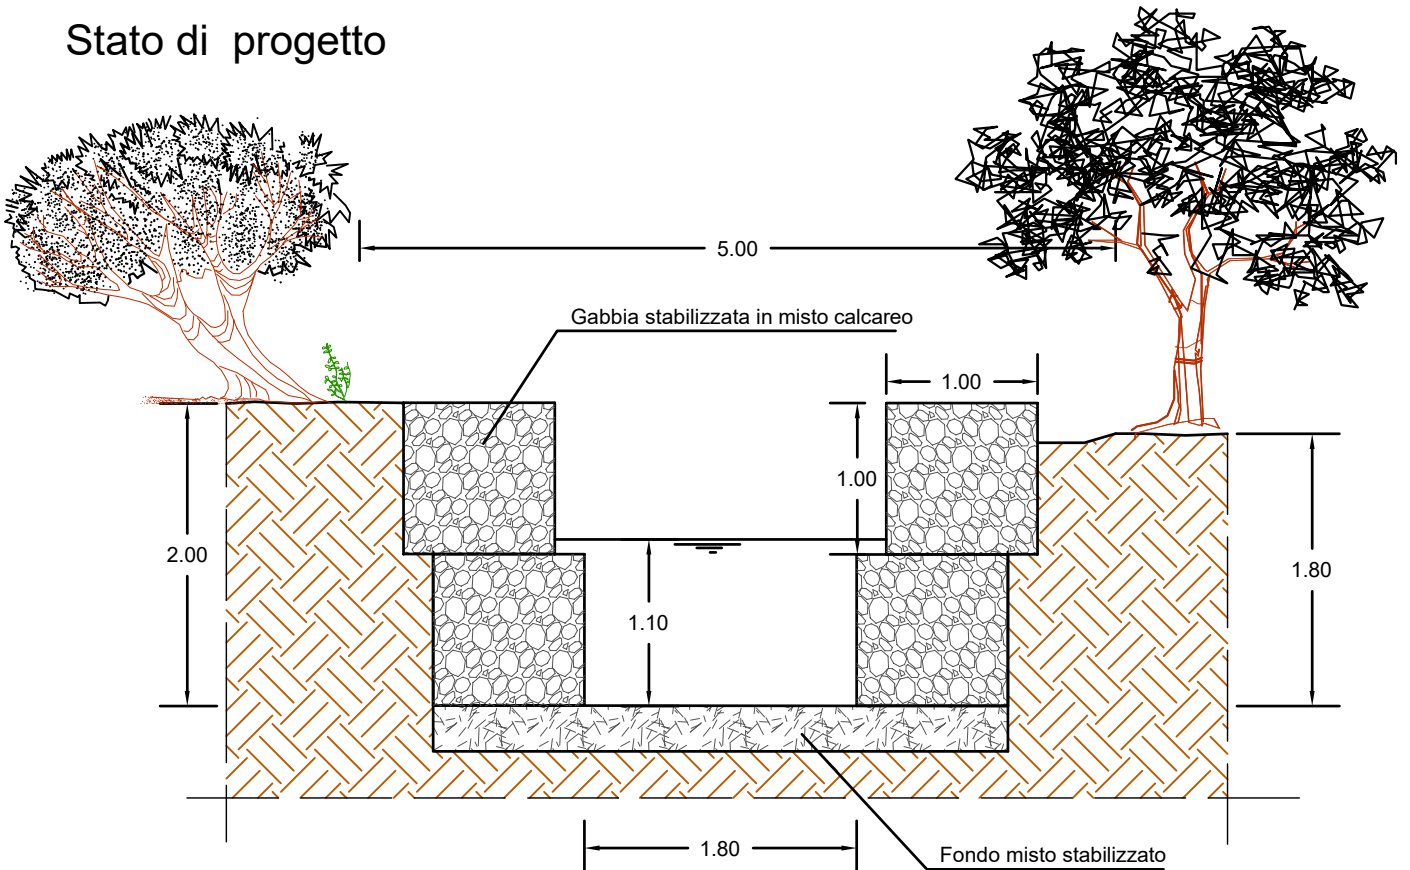 Stato di progetto
5.00
Gabbia stabilizzata in misto calcareo
1.00
1.00
2.00
1.80
1.10
1.80
Fondo misto stabilizzato